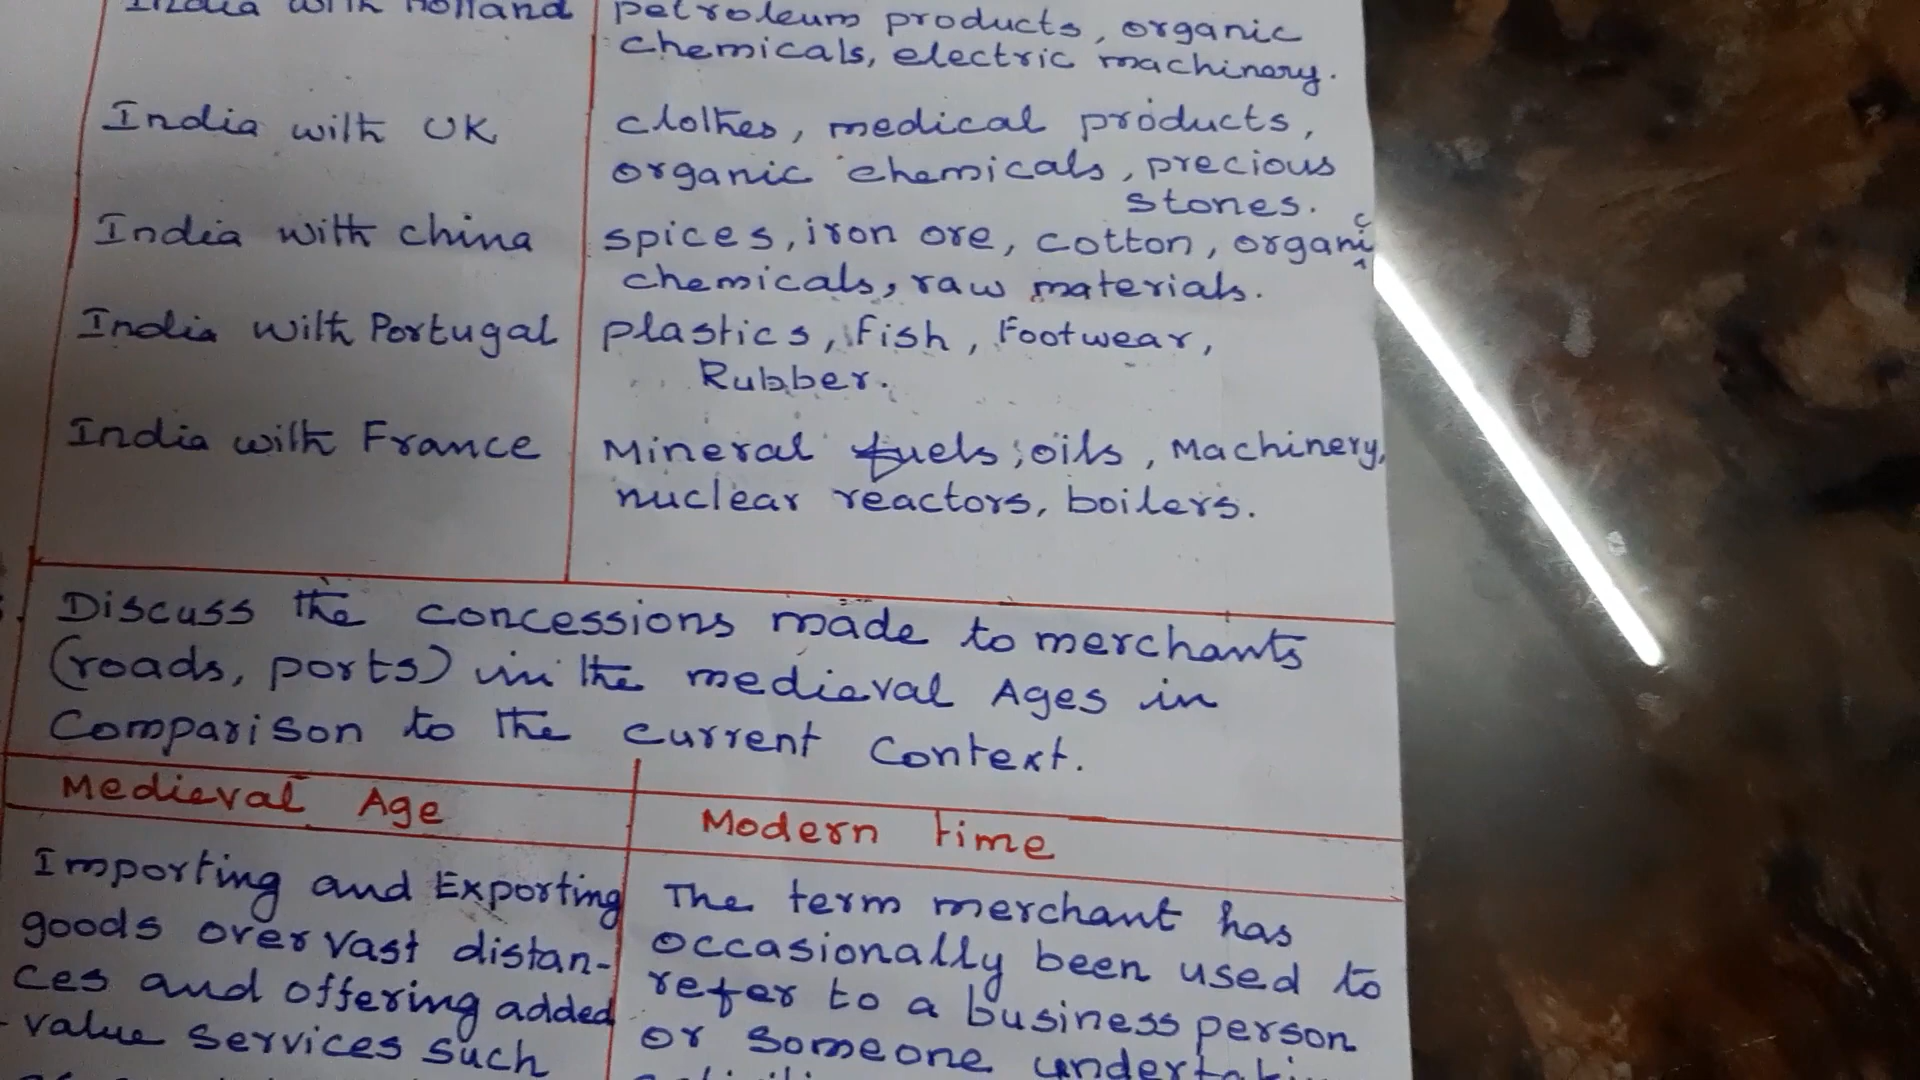 India with Holland petroleum products, organic
chemicals, electric machinery.
India with UK clothes, medical products,
organic chemicals, precious
stones.
India with china spices, iron ore, cotton, organic
chemicals, raw materials.
India with Portugal plastics, fish, Footwear,
Rubber.
India with France Mineral fuels, oils, Machinery,
nuclear reactors, boilers.
Discuss the concessions made to merchants
(roads, ports) in the medieval Ages in
Comparison to the current Context.
Medieval Age
Importing and Exporting
goods over vast distan-
ces and offering added
value services such
Modern time
The term merchant has
occasionally been used to
refer to a business person
or someone